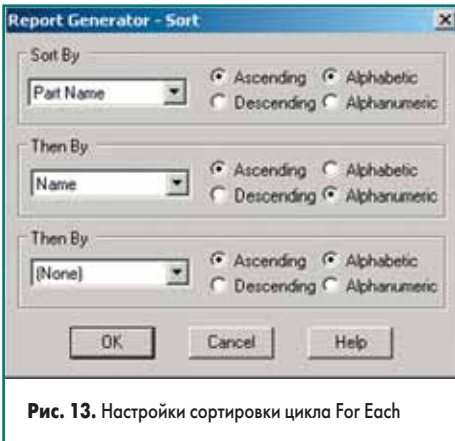 Report Generator - Sort
Sort By
Part Name
Ascending
Alphabetic
Descending
Alphanumeric
Then By
Name
Ascending
Alphabetic
Descending
Alphanumeric
Then By
(None)
Ascending
Alphabetic
Descending
Alphanumeric
OK
Cancel
Help
Рис. 13. Настройки сортировки цикла For Each